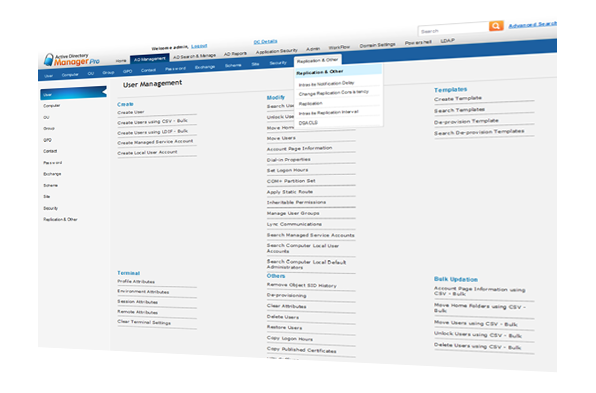 Search
Advanced Search
Active Directory
Manager Pro
Welcome admin, Logout
DC Details
Home
AD Management
AD Search & Manage
AD Reports
Application Security
Admin
Workflow
Domain Settings
Powershell
LDAP
User
Computer
OU
Group
GPO
Contact
Password
Exchange
Schema
Site
Security
Replication & Other
Replication & Other
Intrasite Notification Delay
Change Replication Consistency
Replication
Intrasite Replication Interval
DSACLS
User
Computer
OU
Group
GPO
Contact
Password
Exchange
Schema
Site
Security
Replication & Other
User Management
Create
Create User
Create Users using CSV - Bulk
Create Users using LDIF - Bulk
Create Managed Service Account
Create Local User Account
Modify
Search Us
Unlock Use
Move Hom
Move Users
Account Page Information
Dial-in Properties
Set Logon Hours
COM+ Partition Set
Apply Static Route
Inheritable Permissions
Manage User Groups
Lync Communications
Search Managed Service Accounts
Search Computer Local User
Accounts
Search Computer Local Default
Administrators
Templates
Create Template
Search Templates
De-provision Template
Search De-provision Templates
Terminal
Profile Attributes
Environment Attributes
Session Attributes
Remote Attributes
Clear Terminal Settings
Others
Remove Object SID History
De-provisioning
Clear Attributes
Delete Users
Restore Users
Copy Logon Hours
Copy Published Certificates
Bulk Updation
Account Page Information using
CSV - Bulk
Move Home Folders using CSV -
Bulk
Move Users using CSV - Bulk
Unlock Users using CSV - Bulk
Delete Users using CSV - Bulk